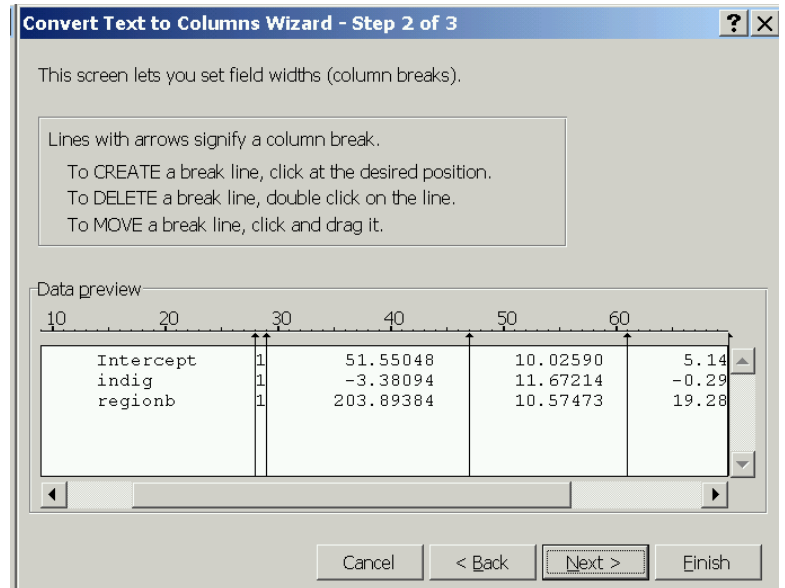 Convert Text to Columns Wizard - Step 2 of 3
This screen lets you set field widths (column breaks).
Lines with arrows signify a column break.
To CREATE a break line, click at the desired position.
To DELETE a break line, double click on the line.
To MOVE a break line, click and drag it.
Data preview
10 20 30 40 50 60
Intercept 1 51.55048 10.02590 5.14
indig 1 -3.38094 11.67214 -0.29
regionb 1 203.89384 10.57473 19.28
Cancel < Back Next > Finish